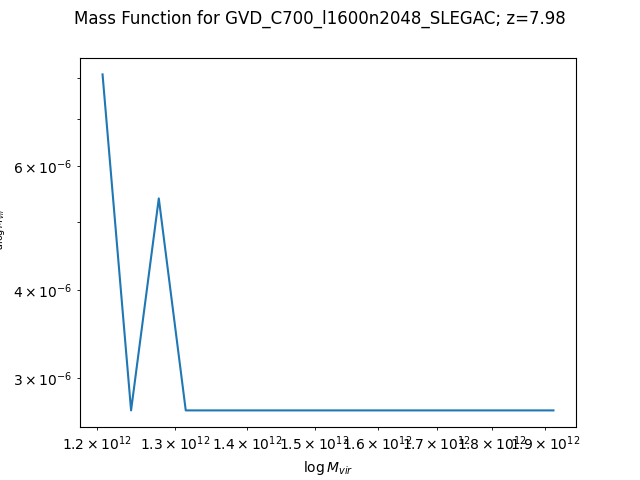 Mass Function for GVD_C700_l1600n2048_SLEGAC; z=7.98
6 × 10⁻⁶
4 × 10⁻⁶
3 × 10⁻⁶
1.2 × 10¹² 1.3 × 10¹² 1.4 × 10¹² 1.5 × 10¹² 1.6 × 10¹² 1.7 × 10¹² 1.8 × 10¹² 1.9 × 10¹²
log M_vir